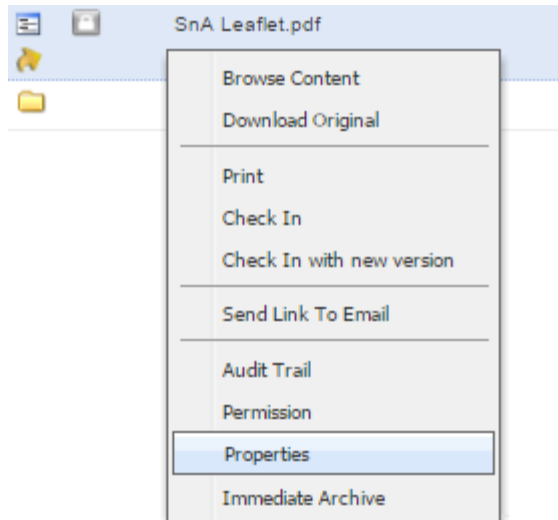 SnA Leaflet.pdf
Browse Content
Download Original
Print
Check In
Check In with new version
Send Link To Email
Audit Trail
Permission
Properties
Immediate Archive